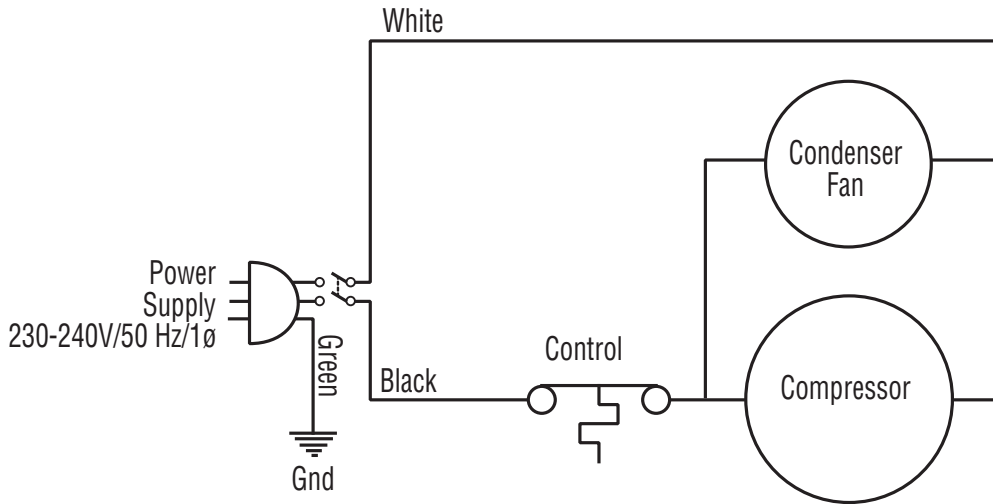 White
Condenser
Fan
Power
Supply
230-240V/50 Hz/1ø
Green
Control
Black
Compressor
Gnd